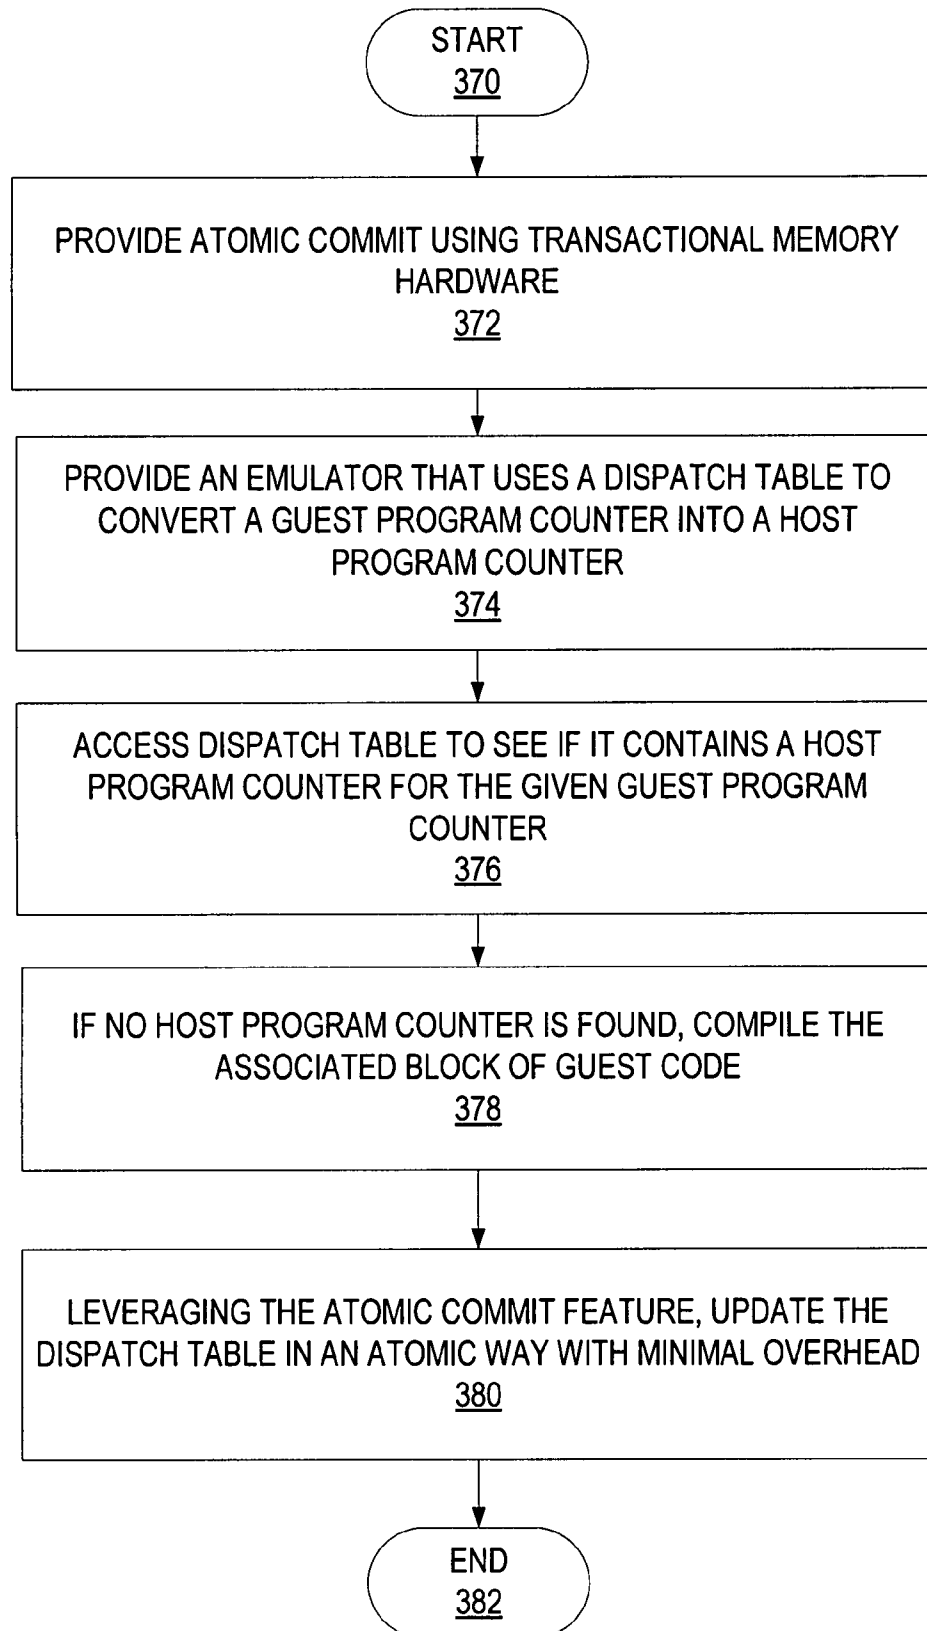 START
370
PROVIDE ATOMIC COMMIT USING TRANSACTIONAL MEMORY
HARDWARE
372
PROVIDE AN EMULATOR THAT USES A DISPATCH TABLE TO
CONVERT A GUEST PROGRAM COUNTER INTO A HOST
PROGRAM COUNTER
374
ACCESS DISPATCH TABLE TO SEE IF IT CONTAINS A HOST
PROGRAM COUNTER FOR THE GIVEN GUEST PROGRAM
COUNTER
376
IF NO HOST PROGRAM COUNTER IS FOUND, COMPILE THE
ASSOCIATED BLOCK OF GUEST CODE
378
LEVERAGING THE ATOMIC COMMIT FEATURE, UPDATE THE
DISPATCH TABLE IN AN ATOMIC WAY WITH MINIMAL OVERHEAD
380
END
382